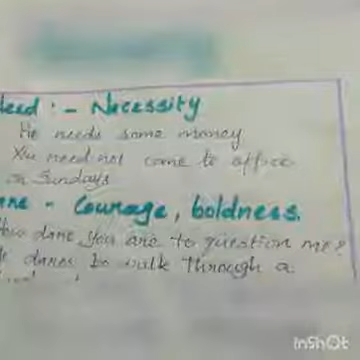 Need :- Necessity
He needs some money
You need not come to office
on Sundays
Dare - Courage, boldness.
How dare you are to question me?
He dares to walk through a
InShOt